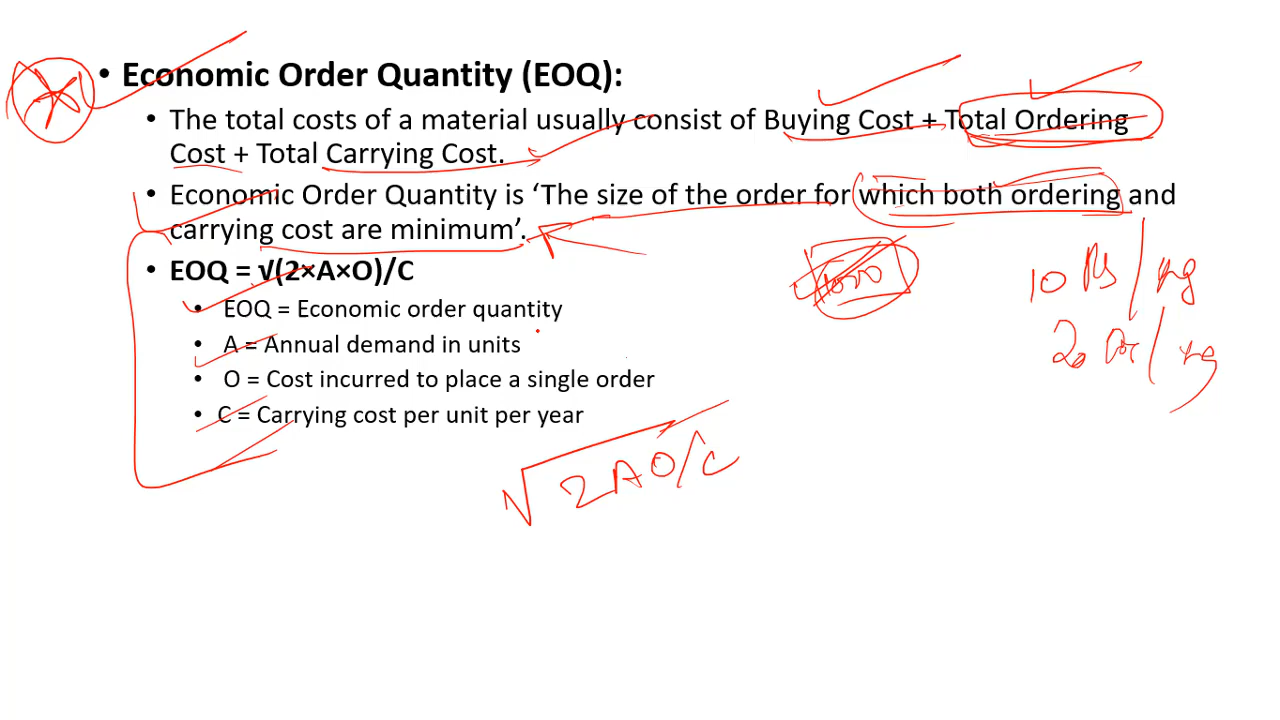 • Economic Order Quantity (EOQ):
• The total costs of a material usually consist of Buying Cost + Total Ordering
Cost + Total Carrying Cost.
• Economic Order Quantity is ‘The size of the order for which both ordering and
carrying cost are minimum’.
• EOQ = √(2×A×O)/C
• EOQ = Economic order quantity
• A = Annual demand in units
• O = Cost incurred to place a single order
• C = Carrying cost per unit per year
10 Rs/kg
20
√2AO/C